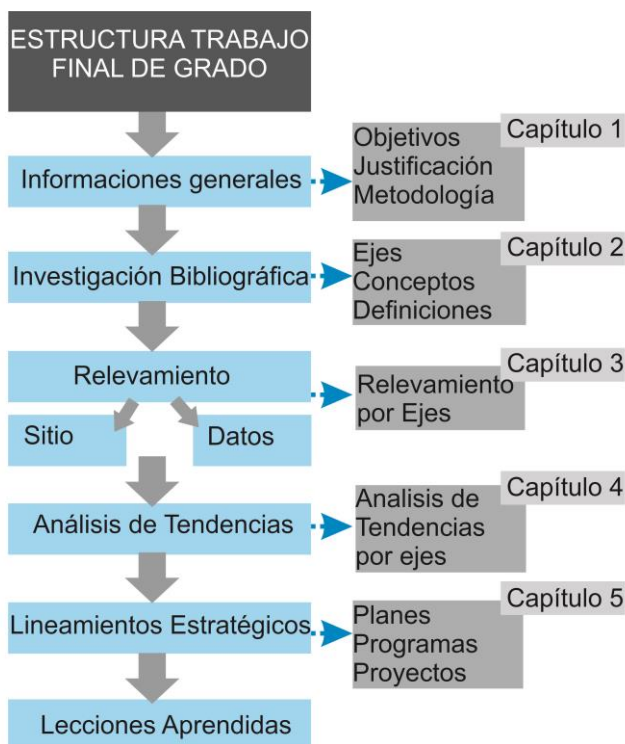 ESTRUCTURA TRABAJO
FINAL DE GRADO
Informaciones generales
Capítulo 1
Objetivos
Justificación
Metodología
Investigación Bibliográfica
Capítulo 2
Ejes
Conceptos
Definiciones
Relevamiento
Capítulo 3
Relevamiento
por Ejes
Sitio
Datos
Análisis de Tendencias
Capítulo 4
Analisis de
Tendencias
por ejes
Lineamientos Estratégicos
Capítulo 5
Planes
Programas
Proyectos
Lecciones Aprendidas